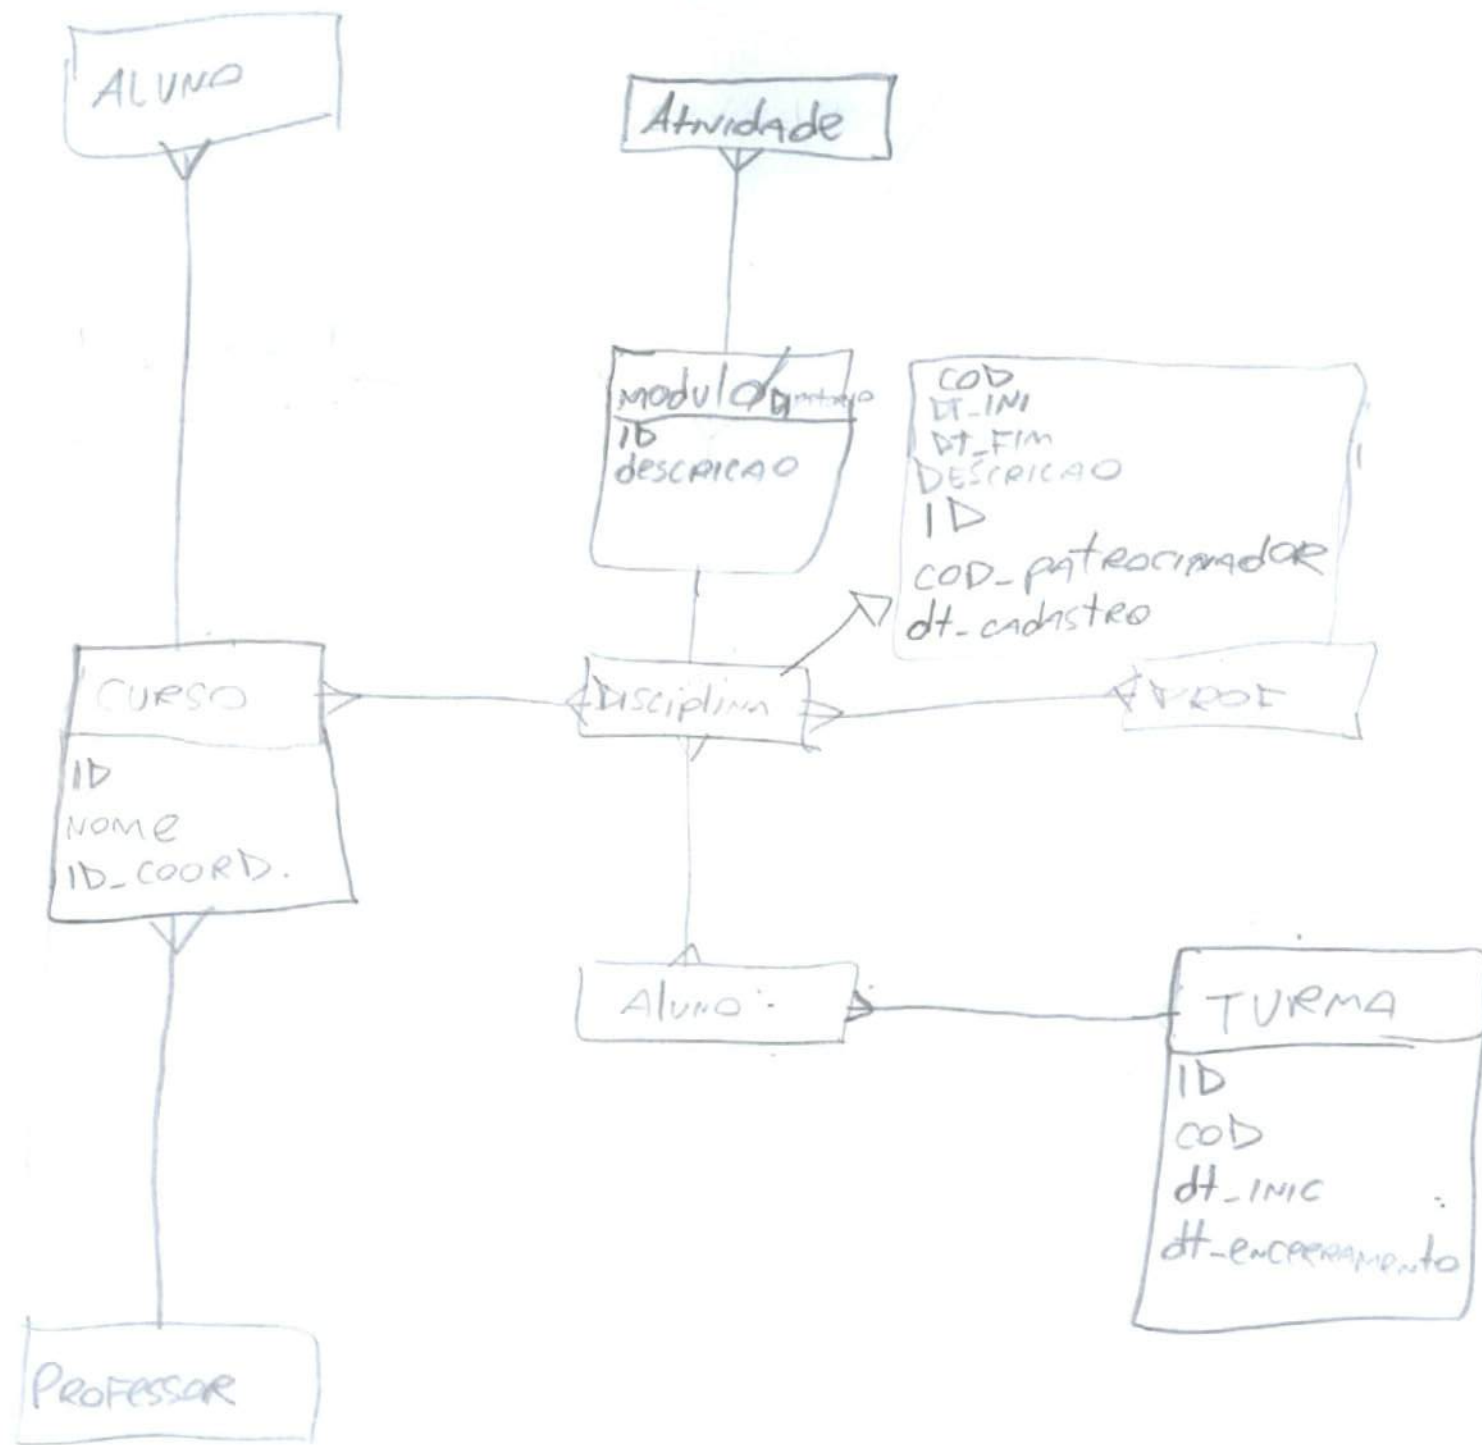 ALUNO
Atividade
modulo
ID
descricao
COD
DT_INI
DT_FIM
DESCRICAO
ID
COD_patrocinador
dt_cadastro
CURSO
ID
Nome
ID_COORD.
Disciplina
PROF
Aluno
TURMA
ID
COD
dt_INIC
dt_encerramento
PROFESSOR